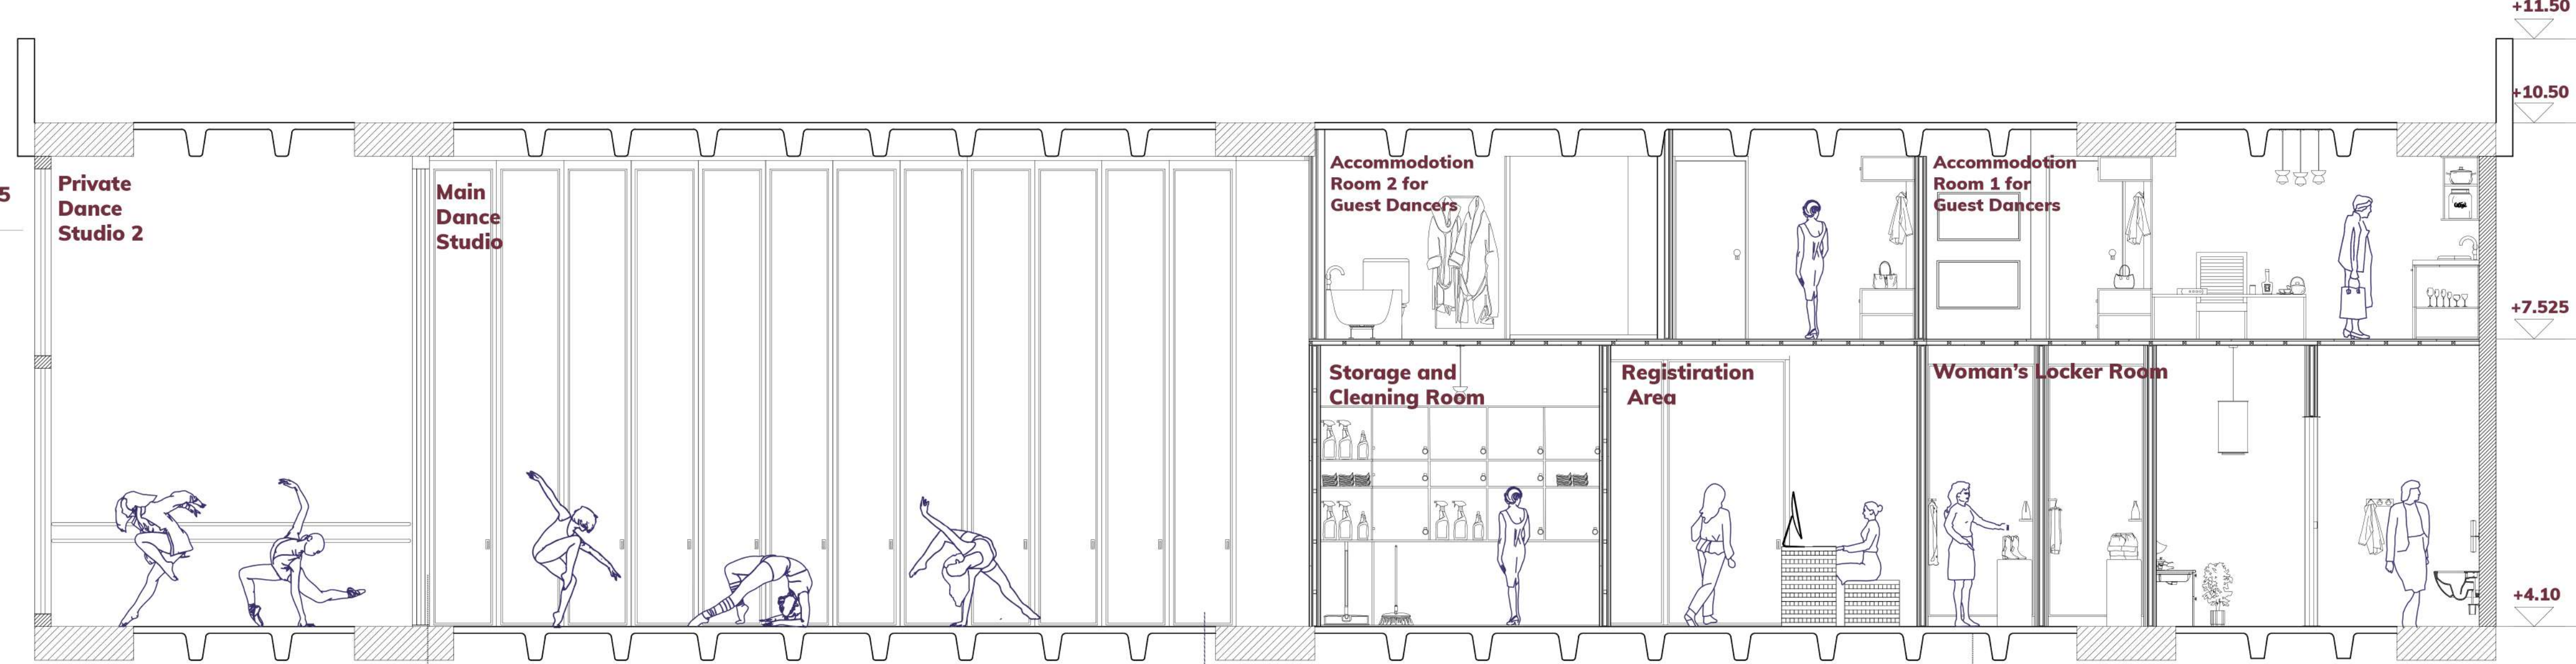 +11.50
+10.50
5
Private
Dance
Studio 2
Main
Dance
Studio
Accommodotion
Room 2 for
Guest Dancers
Accommodotion
Room 1 for
Guest Dancers
+7.525
Storage and
Cleaning Room
Registiration
Area
Woman's Locker Room
+4.10